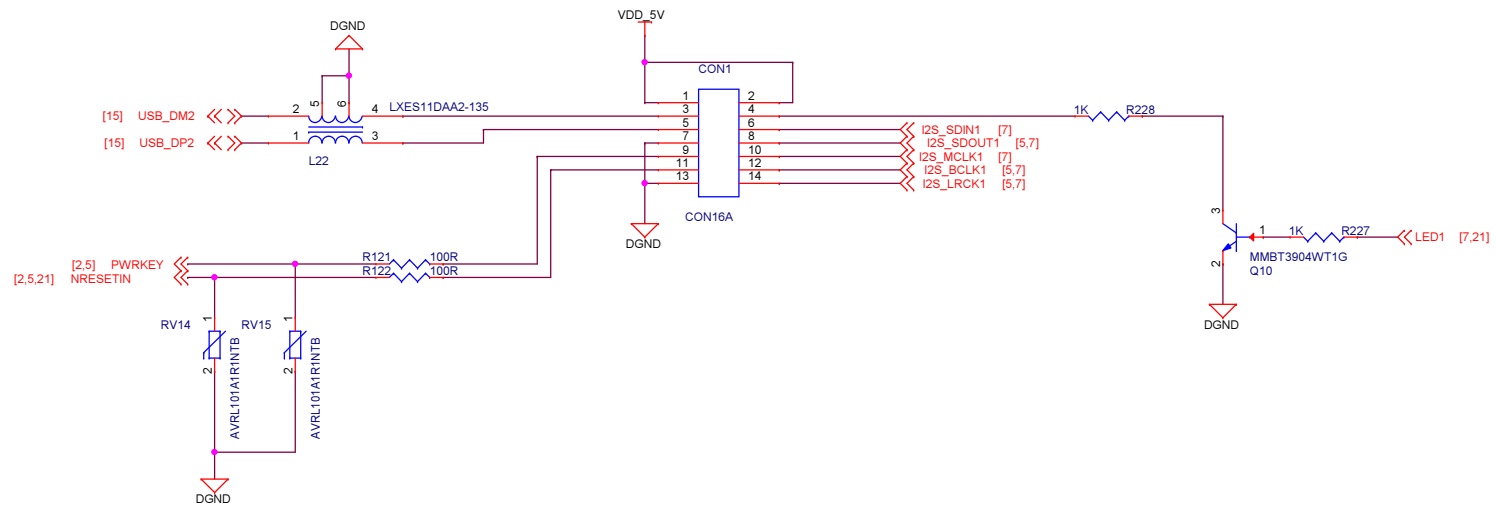 VDD_5V
DGND
CON1
5
6
[15] USB_DM2
2
4
LXES11DAA2-135
[15] USB_DP2
1
3
L22
1
2
3
4
5
6
7
8
9
10
11
12
13
14
CON16A
DGND
1K
R228
I2S_SDIN1 [7]
I2S_SDOUT1 [5,7]
I2S_MCLK1 [7]
I2S_BCLK1 [5,7]
I2S_LRCK1 [5,7]
3
1
2
1K
R227
LED1 [7,21]
MMBT3904WT1G
Q10
DGND
[2,5] PWRKEY
R121
100R
[2,5,21] NRESETIN
R122
100R
RV14
1
2
AVRL101A1R1NTB
RV15
1
2
AVRL101A1R1NTB
DGND